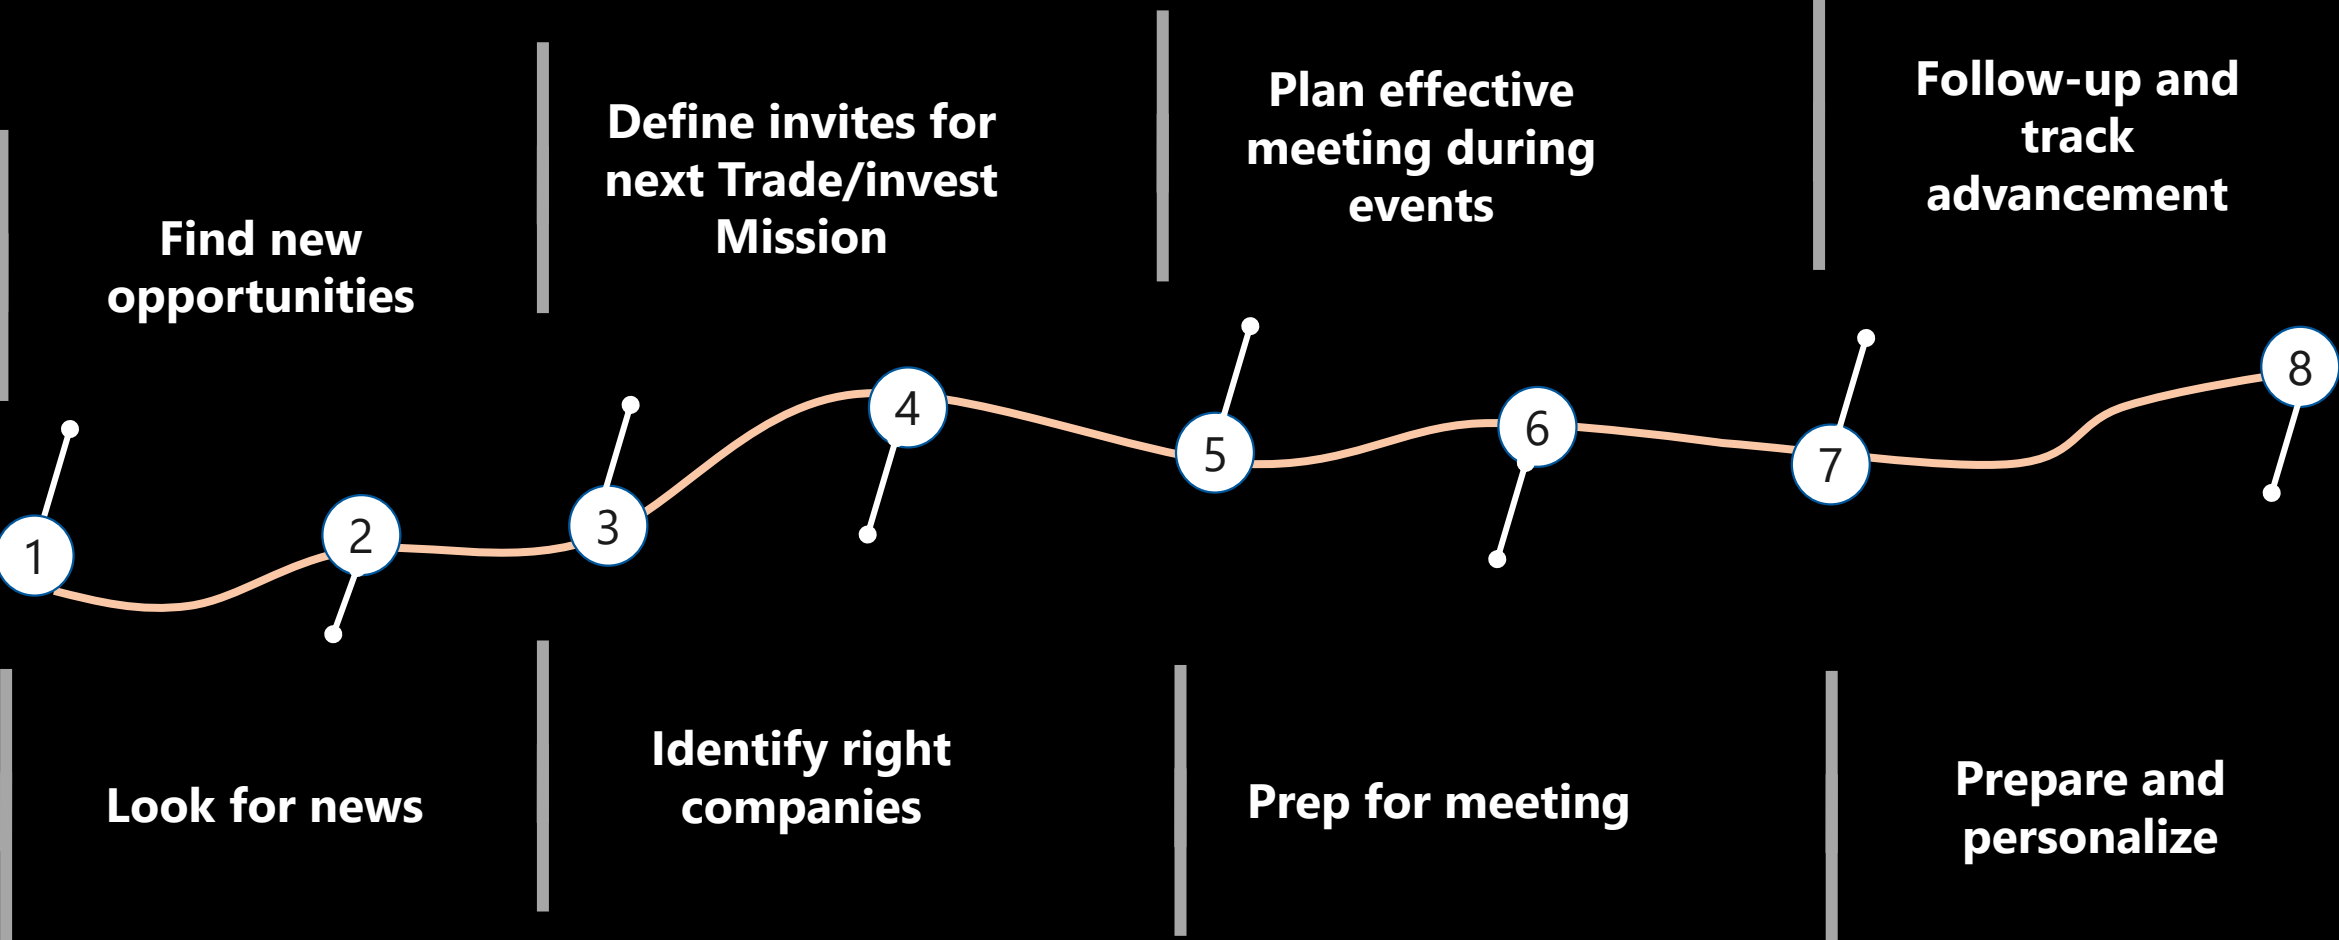 Find new
opportunities
Define invites for
next Trade/invest
Mission
Plan effective
meeting during
events
Follow-up and
track
advancement
1
2
3
4
5
6
7
8
Look for news
Identify right
companies
Prep for meeting
Prepare and
personalize